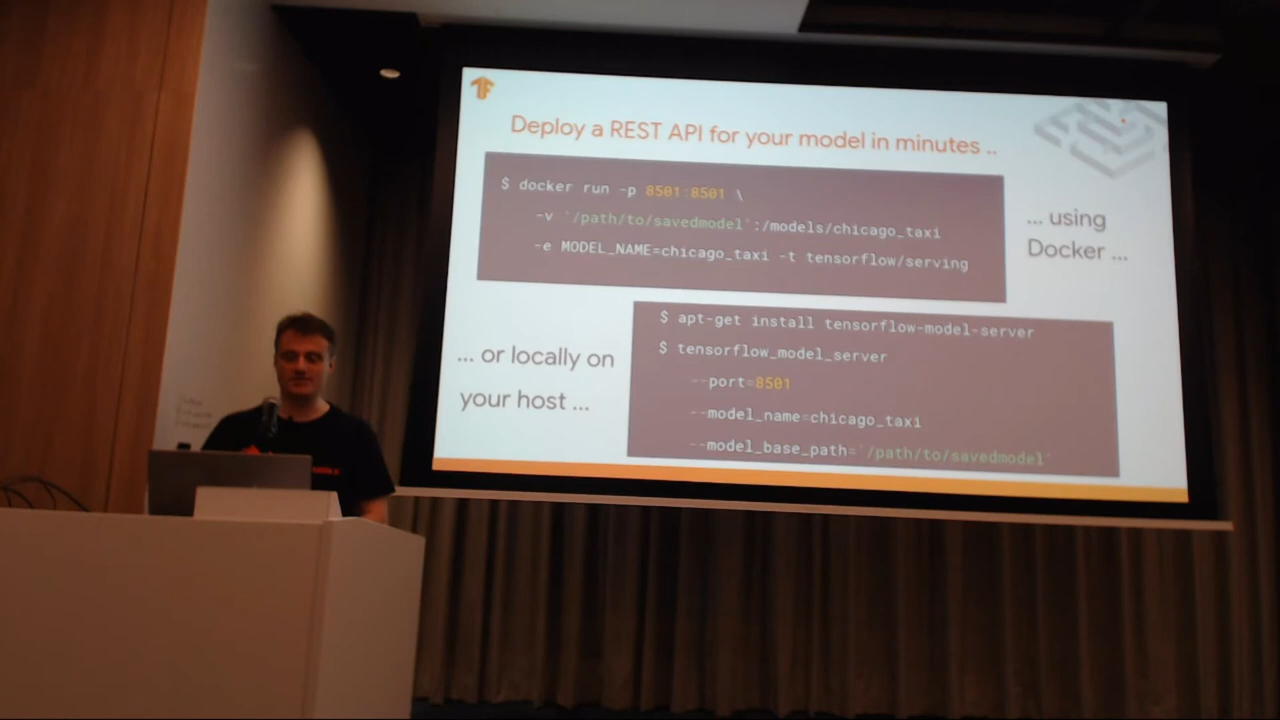 Deploy a REST API for your model in minutes ..
$ docker run -p 8501:8501 \
-v '/path/to/savedmodel':/models/chicago_taxi
-e MODEL_NAME=chicago_taxi -t tensorflow/serving
... using
Docker ...
... or locally on
your host ...
$ apt-get install tensorflow-model-server
$ tensorflow_model_server
--port=8501
--model_name=chicago_taxi
--model_base_path='/path/to/savedmodel'